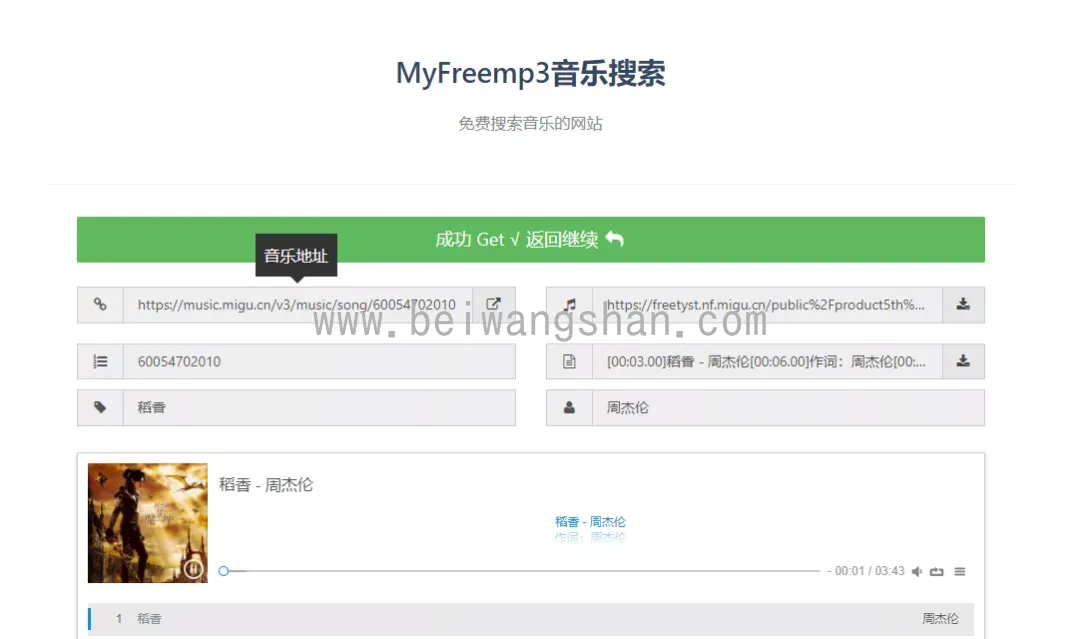 MyFreemp3音乐搜索
免费搜索音乐的网站
成功 Get √ 返回继续
音乐地址
https://music.migu.cn/v3/music/song/60054702010
https://freetyst.nf.migu.cn/public%2Fproduct5th%...
www.beiwangshan.com
60054702010
[00:03.00]稻香 - 周杰伦[00:06.00]作词：周杰伦[00:...
稻香
周杰伦
稻香 - 周杰伦
稻香 - 周杰伦
作词：周杰伦
- 00:01 / 03:43
1 稻香 周杰伦